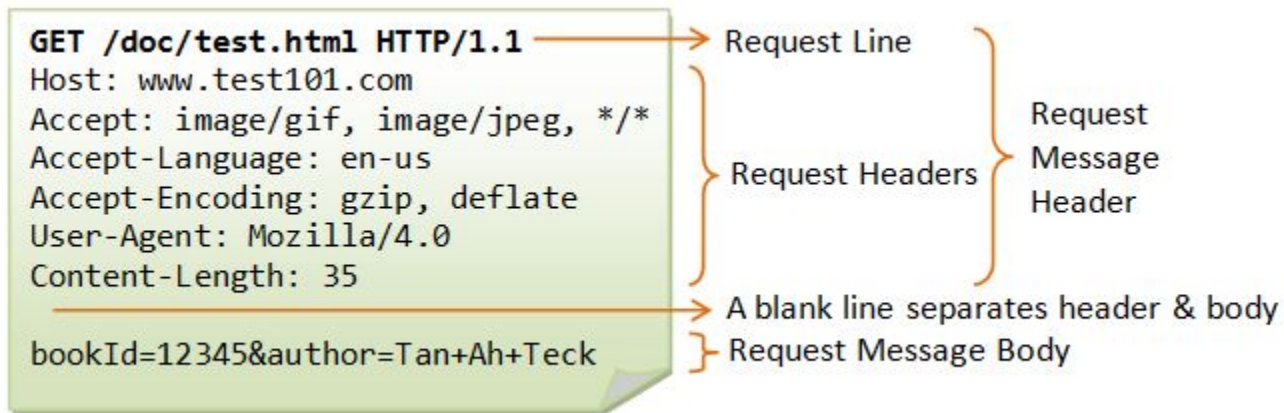 GET /doc/test.html HTTP/1.1
Host: www.test101.com
Accept: image/gif, image/jpeg, */*
Accept-Language: en-us
Accept-Encoding: gzip, deflate
User-Agent: Mozilla/4.0
Content-Length: 35
bookId=12345&author=Tan+Ah+Teck
Request Line
Request Headers
Request
Message
Header
A blank line separates header & body
Request Message Body